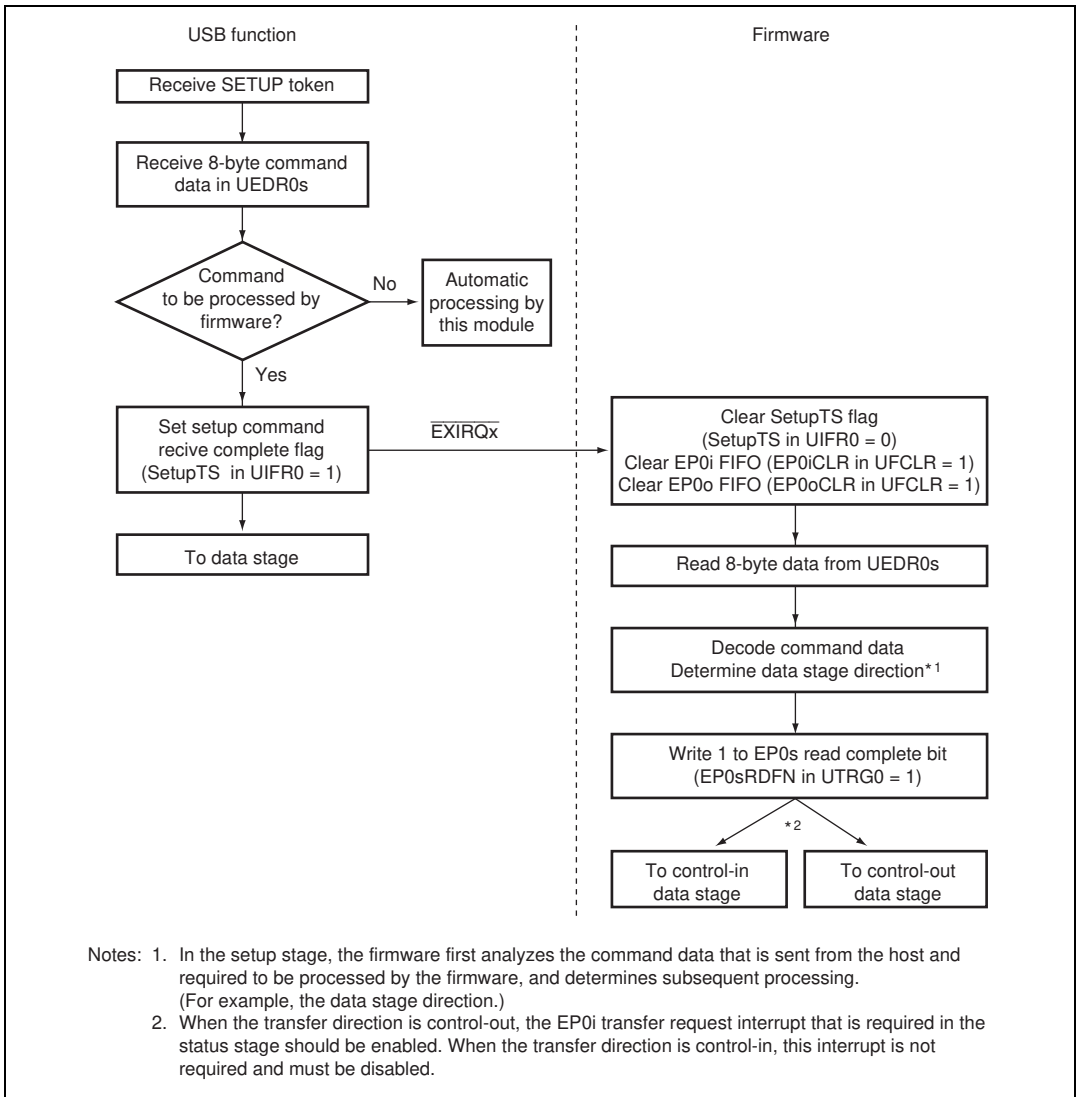 USB function
Firmware
Receive SETUP token
Receive 8-byte command
data in UEDR0s
Command
to be processed by
firmware?
No
Automatic
processing by
this module
Yes
Set setup command
recive complete flag
(SetupTS in UIFR0 = 1)
EXIRQx
To data stage
Clear SetupTS flag
(SetupTS in UIFR0 = 0)
Clear EP0i FIFO (EP0iCLR in UFCLR = 1)
Clear EP0o FIFO (EP0oCLR in UFCLR = 1)
Read 8-byte data from UEDR0s
Decode command data
Determine data stage direction*1
Write 1 to EP0s read complete bit
(EP0sRDFN in UTRG0 = 1)
*2
To control-in
data stage
To control-out
data stage
Notes: 1. In the setup stage, the firmware first analyzes the command data that is sent from the host and
required to be processed by the firmware, and determines subsequent processing.
(For example, the data stage direction.)
2. When the transfer direction is control-out, the EP0i transfer request interrupt that is required in the
status stage should be enabled. When the transfer direction is control-in, this interrupt is not
required and must be disabled.